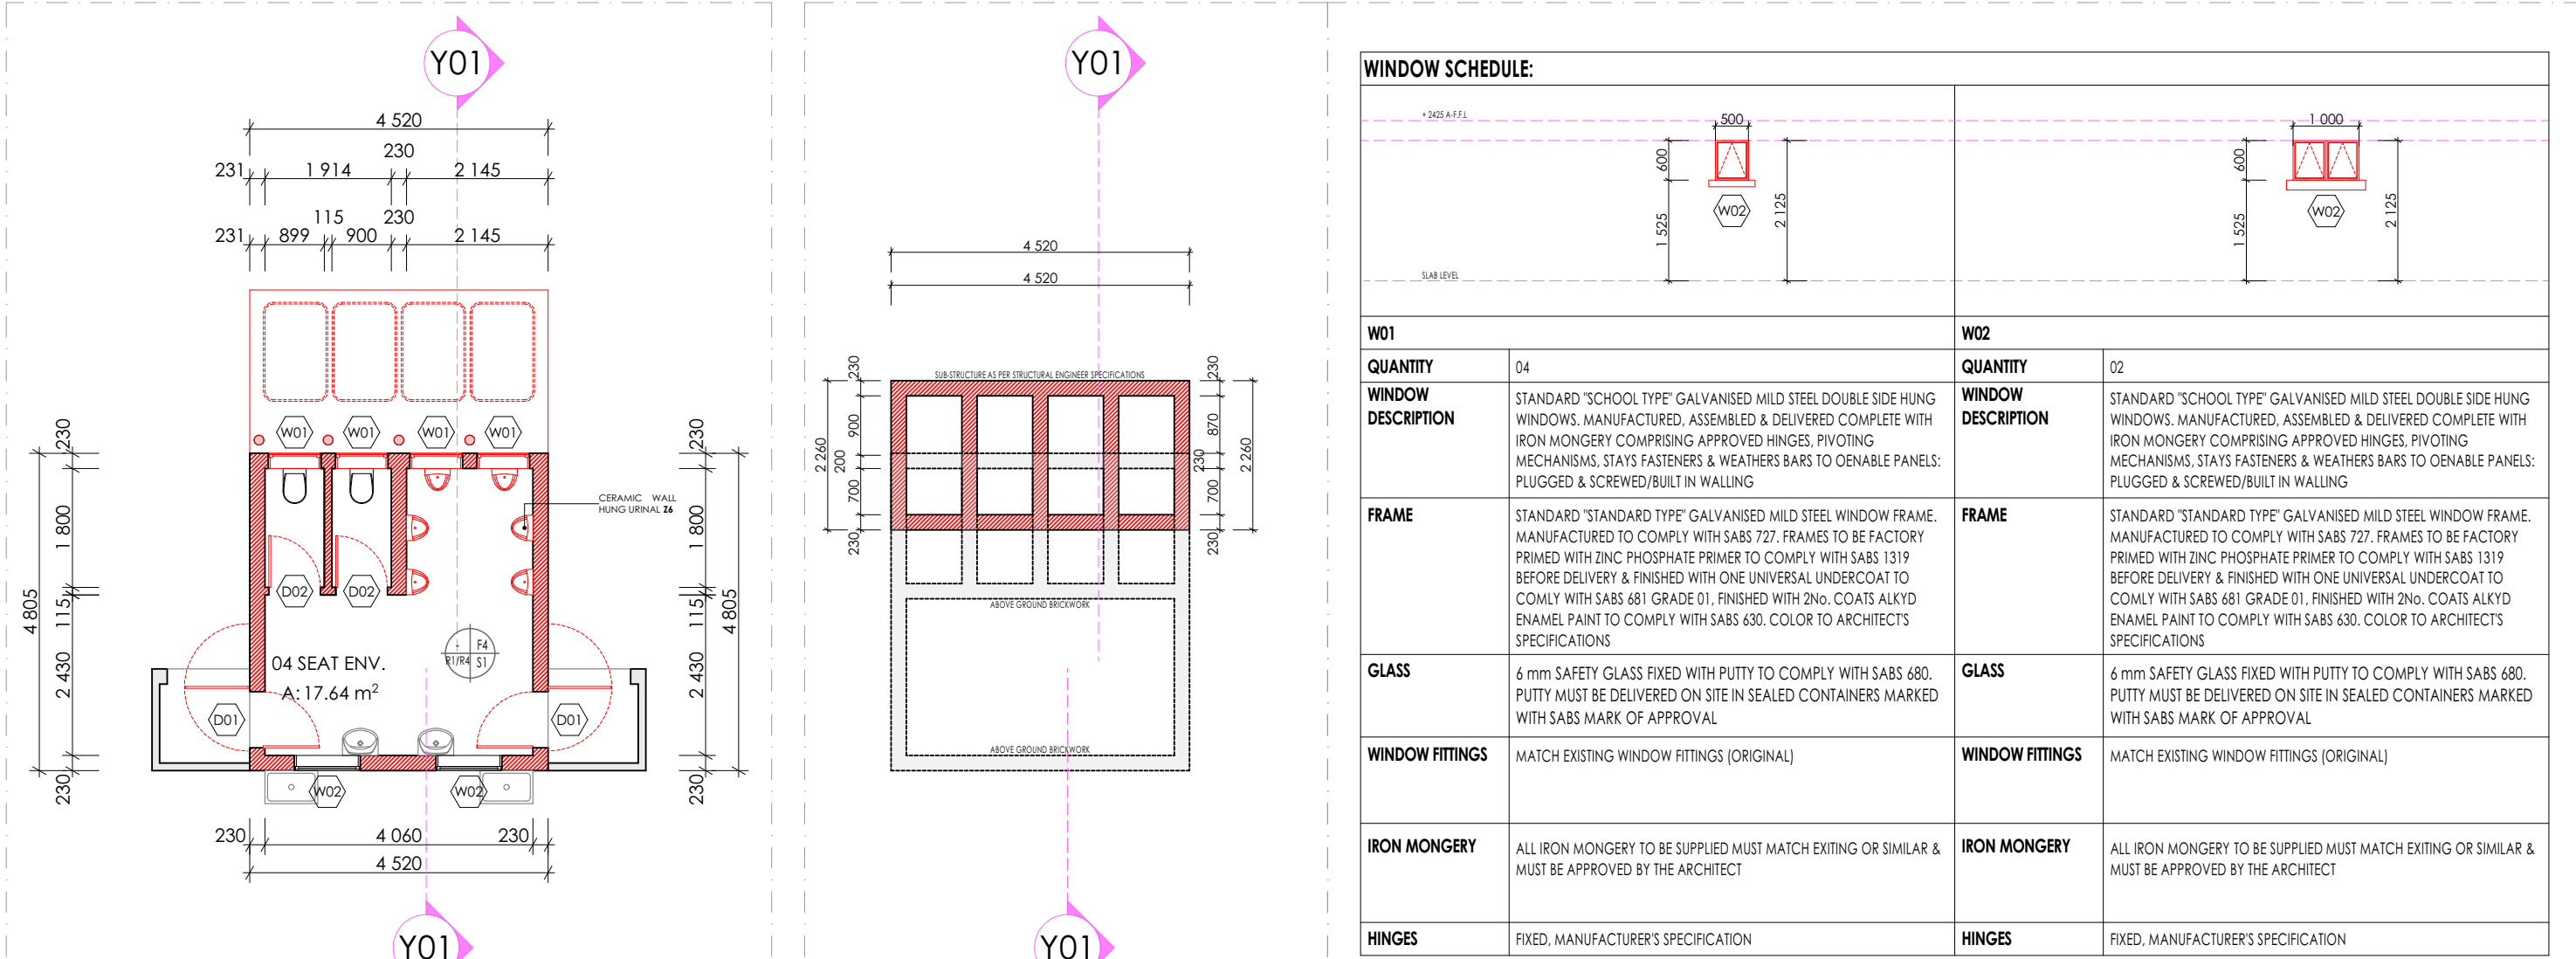 Y01
4 520
230
231
1 914
2 145
115
230
231
899
900
2 145
W01
W01
W01
W01
230
230
CERAMIC WALL
HUNG URINAL Z6
1 800
1 800
D02
D02
4 805
115
115
4 805
F4
R1/R4
S1
04 SEAT ENV.
A: 17.64 m²
2 430
2 430
D01
D01
W02
W02
230
230
230
4 060
230
4 520
Y01
Y01
4 520
4 520
230
230
SUB-STRUCTURE AS PER STRUCTURAL ENGINEER SPECIFICATIONS
900
870
2 260
200
230
2 260
700
700
230
230
ABOVE GROUND BRICKWORK
ABOVE GROUND BRICKWORK
Y01
WINDOW SCHEDULE:
+ 2425 A-F.F.L
500
600
W02
1 525
2 125
SLAB LEVEL
1 000
600
W02
1 525
2 125
W01
QUANTITY
04
WINDOW
DESCRIPTION
STANDARD "SCHOOL TYPE" GALVANISED MILD STEEL DOUBLE SIDE HUNG
WINDOWS. MANUFACTURED, ASSEMBLED & DELIVERED COMPLETE WITH
IRON MONGERY COMPRISING APPROVED HINGES, PIVOTING
MECHANISMS, STAYS FASTENERS & WEATHERS BARS TO OENABLE PANELS:
PLUGGED & SCREWED/BUILT IN WALLING
FRAME
STANDARD "STANDARD TYPE" GALVANISED MILD STEEL WINDOW FRAME.
MANUFACTURED TO COMPLY WITH SABS 727. FRAMES TO BE FACTORY
PRIMED WITH ZINC PHOSPHATE PRIMER TO COMPLY WITH SABS 1319
BEFORE DELIVERY & FINISHED WITH ONE UNIVERSAL UNDERCOAT TO
COMLY WITH SABS 681 GRADE 01, FINISHED WITH 2No. COATS ALKYD
ENAMEL PAINT TO COMPLY WITH SABS 630. COLOR TO ARCHITECT'S
SPECIFICATIONS
GLASS
6 mm SAFETY GLASS FIXED WITH PUTTY TO COMPLY WITH SABS 680.
PUTTY MUST BE DELIVERED ON SITE IN SEALED CONTAINERS MARKED
WITH SABS MARK OF APPROVAL
WINDOW FITTINGS
MATCH EXISTING WINDOW FITTINGS (ORIGINAL)
IRON MONGERY
ALL IRON MONGERY TO BE SUPPLIED MUST MATCH EXITING OR SIMILAR &
MUST BE APPROVED BY THE ARCHITECT
HINGES
FIXED, MANUFACTURER'S SPECIFICATION
W02
QUANTITY
02
WINDOW
DESCRIPTION
STANDARD "SCHOOL TYPE" GALVANISED MILD STEEL DOUBLE SIDE HUNG
WINDOWS. MANUFACTURED, ASSEMBLED & DELIVERED COMPLETE WITH
IRON MONGERY COMPRISING APPROVED HINGES, PIVOTING
MECHANISMS, STAYS FASTENERS & WEATHERS BARS TO OENABLE PANELS:
PLUGGED & SCREWED/BUILT IN WALLING
FRAME
STANDARD "STANDARD TYPE" GALVANISED MILD STEEL WINDOW FRAME.
MANUFACTURED TO COMPLY WITH SABS 727. FRAMES TO BE FACTORY
PRIMED WITH ZINC PHOSPHATE PRIMER TO COMPLY WITH SABS 1319
BEFORE DELIVERY & FINISHED WITH ONE UNIVERSAL UNDERCOAT TO
COMLY WITH SABS 681 GRADE 01, FINISHED WITH 2No. COATS ALKYD
ENAMEL PAINT TO COMPLY WITH SABS 630. COLOR TO ARCHITECT'S
SPECIFICATIONS
GLASS
6 mm SAFETY GLASS FIXED WITH PUTTY TO COMPLY WITH SABS 680.
PUTTY MUST BE DELIVERED ON SITE IN SEALED CONTAINERS MARKED
WITH SABS MARK OF APPROVAL
WINDOW FITTINGS
MATCH EXISTING WINDOW FITTINGS (ORIGINAL)
IRON MONGERY
ALL IRON MONGERY TO BE SUPPLIED MUST MATCH EXITING OR SIMILAR &
MUST BE APPROVED BY THE ARCHITECT
HINGES
FIXED, MANUFACTURER'S SPECIFICATION